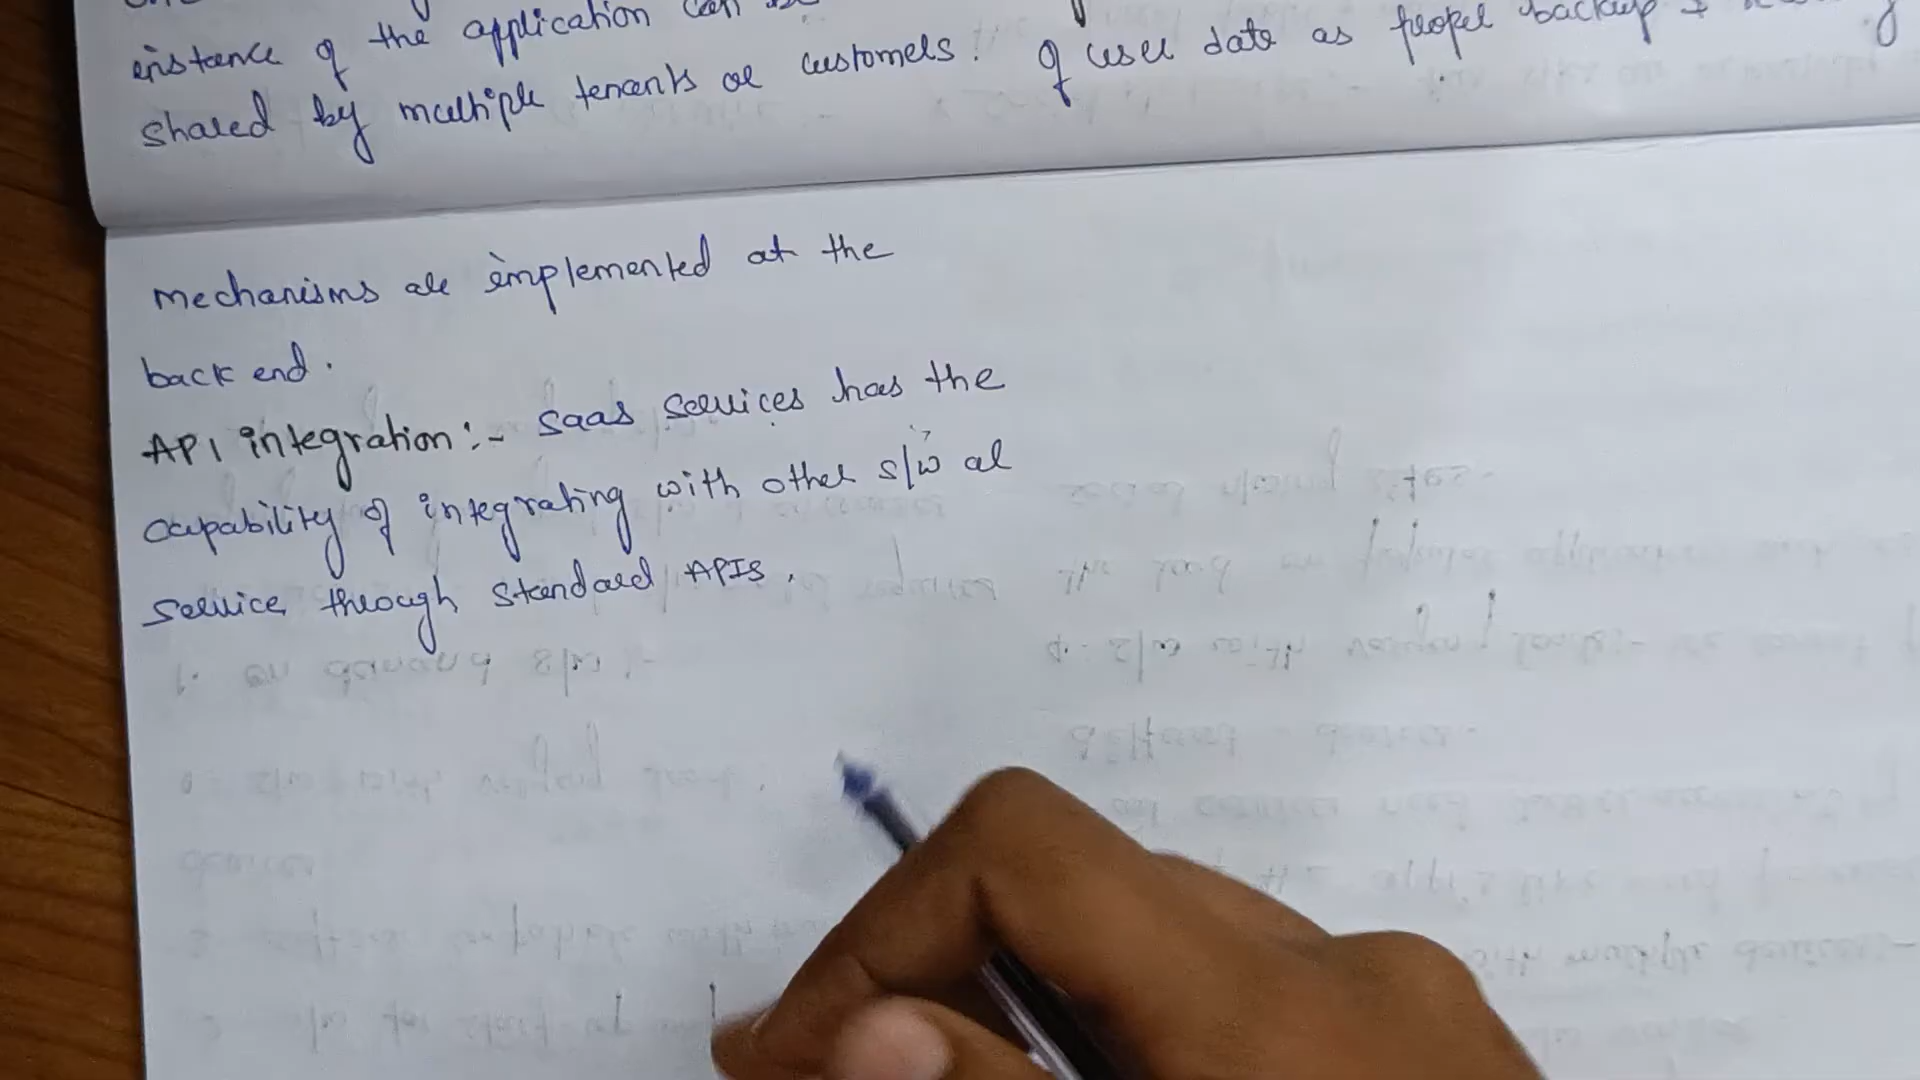 instance of the application can be
shared by multiple tenants or customers.
of user data as proper backup &
mechanisms are implemented at the
back end.
API integration :- SaaS services has the
capability of integrating with other s/w or
service through standard APIs.